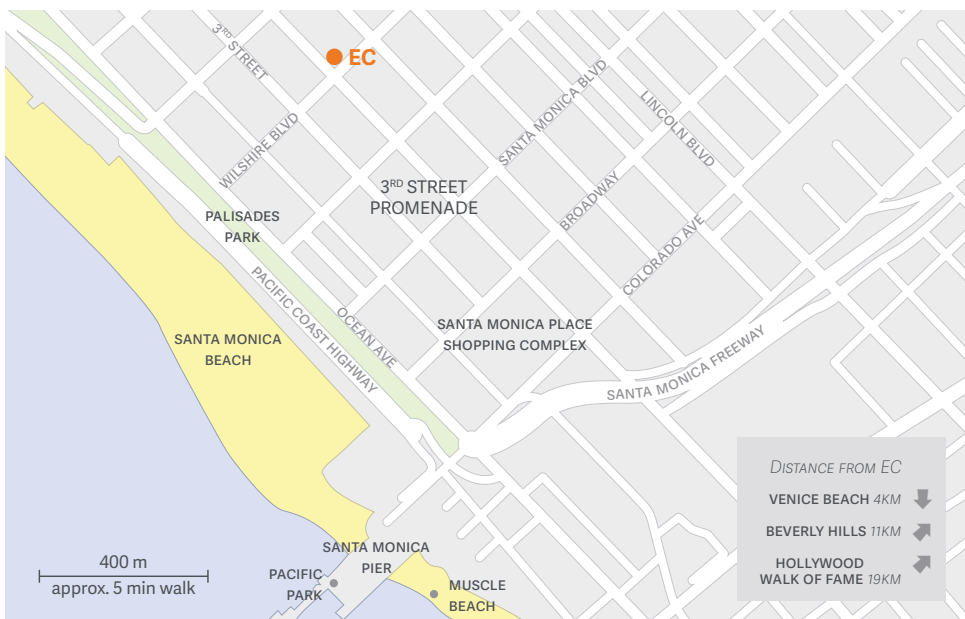 3RD STREET
EC
WILSHIRE BLVD
SANTA MONICA BLVD
LINCOLN BLVD
3RD STREET
PROMENADE
BROADWAY
PALISADES
PARK
COLORADO AVE
PACIFIC COAST HIGHWAY
OCEAN AVE
SANTA MONICA
BEACH
SANTA MONICA PLACE
SHOPPING COMPLEX
SANTA MONICA FREEWAY
DISTANCE FROM EC
VENICE BEACH 4KM
BEVERLY HILLS 11KM
HOLLYWOOD
WALK OF FAME 19KM
400 m
approx. 5 min walk
SANTA MONICA
PIER
PACIFIC
PARK
MUSCLE
BEACH